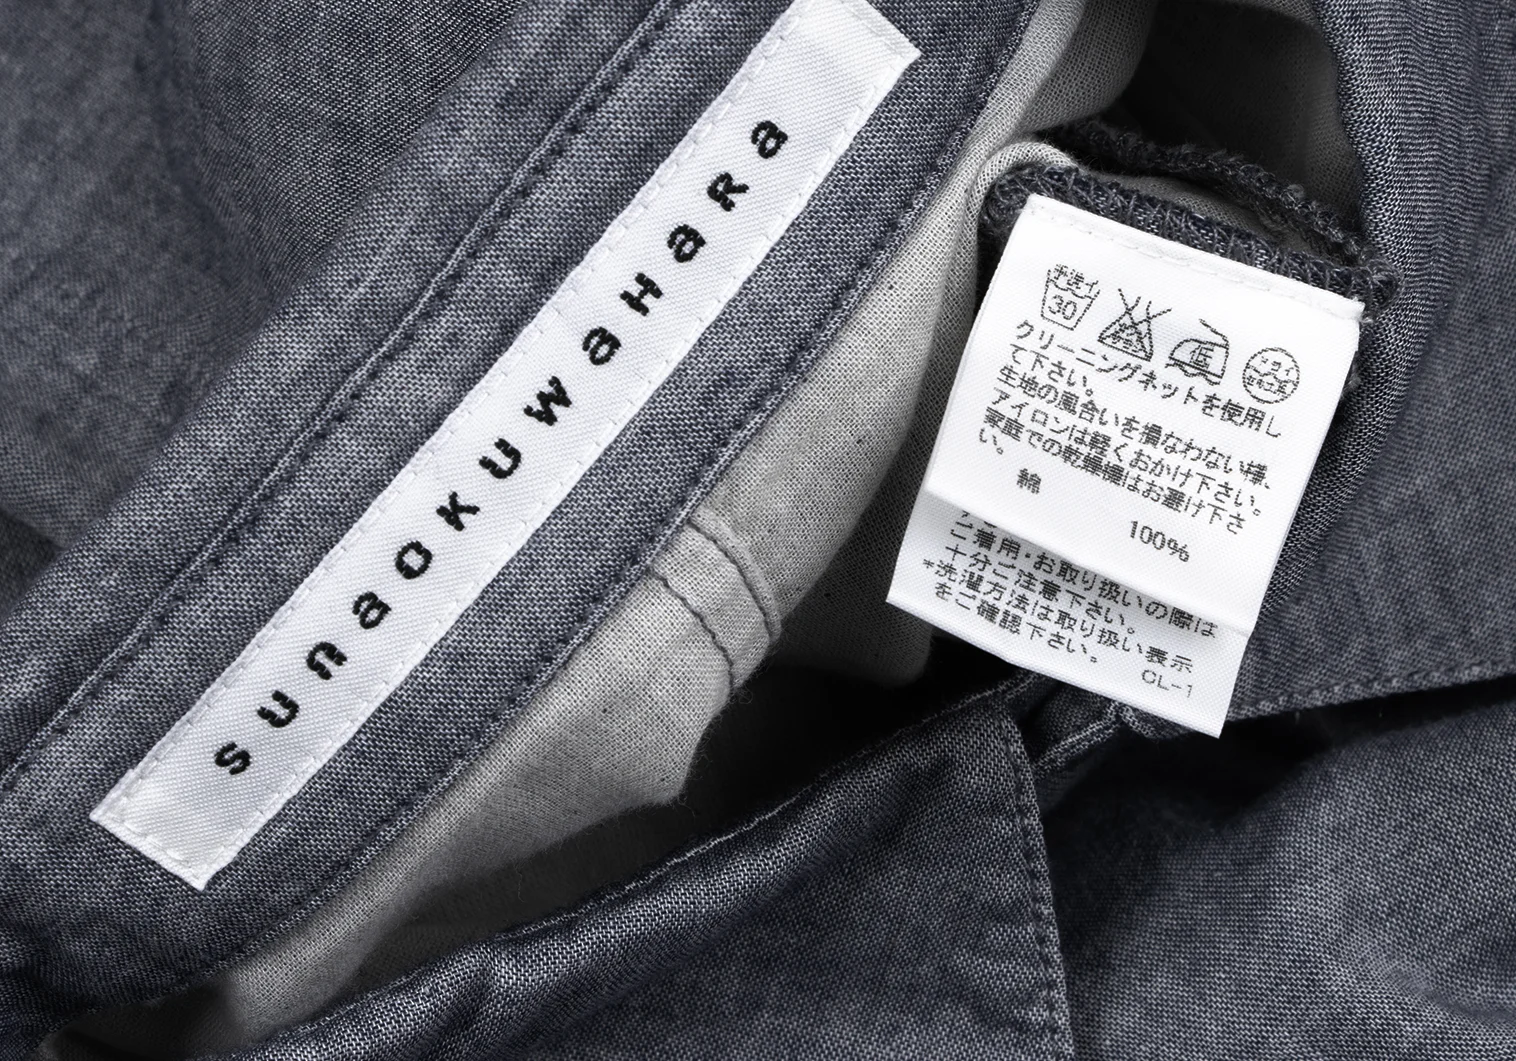 sunaoKUWaHaRa
手洗イ
30
中
クリーニングネットを使用し
て下さい。
生地の風合いを損なわない様、
アイロンは軽くおかけ下さい。
家庭での乾燥機はお避け下さ
い。
綿
100%
ご着用・お取り扱いの際は
十分ご注意下さい。
*洗濯方法は取り扱い表示
をご確認下さい。
CL-1